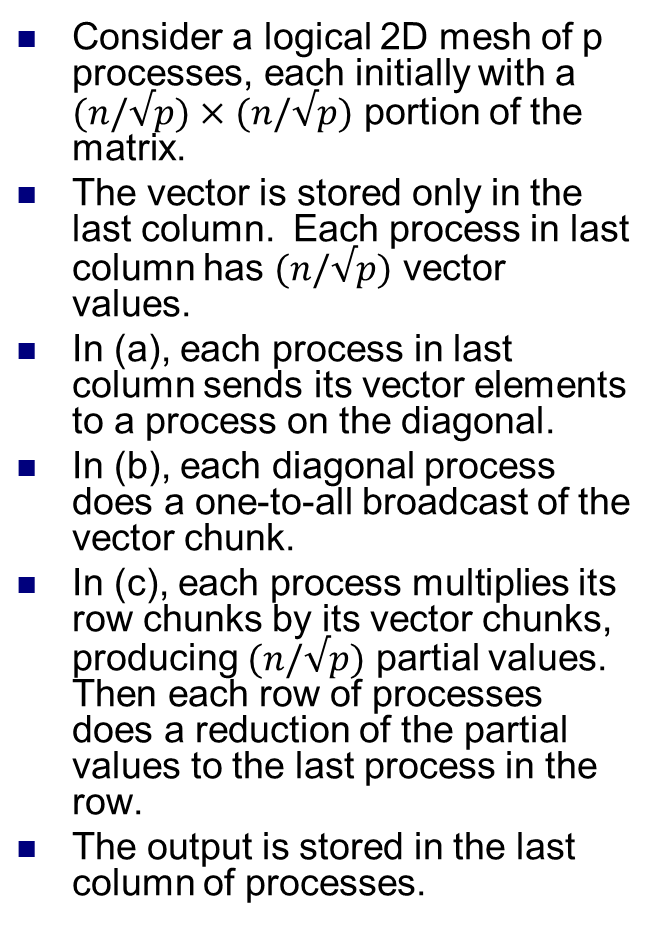 ■ Consider a logical 2D mesh of p
processes, each initially with a
(n/√p) × (n/√p) portion of the
matrix.
■ The vector is stored only in the
last column.  Each process in last
column has (n/√p) vector
values.
■ In (a), each process in last
column sends its vector elements
to a process on the diagonal.
■ In (b), each diagonal process
does a one-to-all broadcast of the
vector chunk.
■ In (c), each process multiplies its
row chunks by its vector chunks,
producing (n/√p) partial values.
Then each row of processes
does a reduction of the partial
values to the last process in the
row.
■ The output is stored in the last
column of processes.